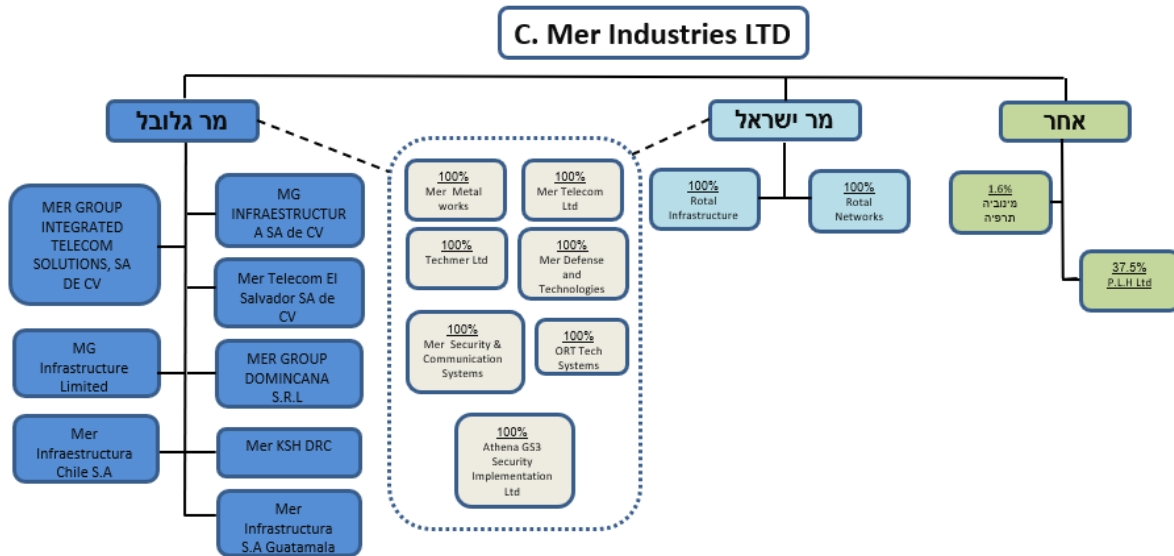 C. Mer Industries LTD
מר גלובל
מר ישראל
אחר
MER GROUP
INTEGRATED
TELECOM
SOLUTIONS, SA
DE CV
MG
INFRAESTRUCTUR
A SA de CV
Mer Telecom El
Salvador SA de
CV
MG
Infrastructure
Limited
MER GROUP
DOMINCANA
S.R.L
Mer
Infraestructura
Chile S.A
Mer KSH DRC
Mer
Infrastructura
S.A Guatamala
100%
Mer Metal
works
100%
Mer Telecom
Ltd
100%
Techmer Ltd
100%
Mer Defense and
Technologies
100%
Mer Security &
Communication
Systems
100%
ORT Tech
Systems
100%
Athena GS3
Security
Implementation
Ltd
100%
Rotal
Infrastructure
100%
Rotal
Networks
1.6%
מינוביה
תרפיה
37.5%
P.L.H Ltd